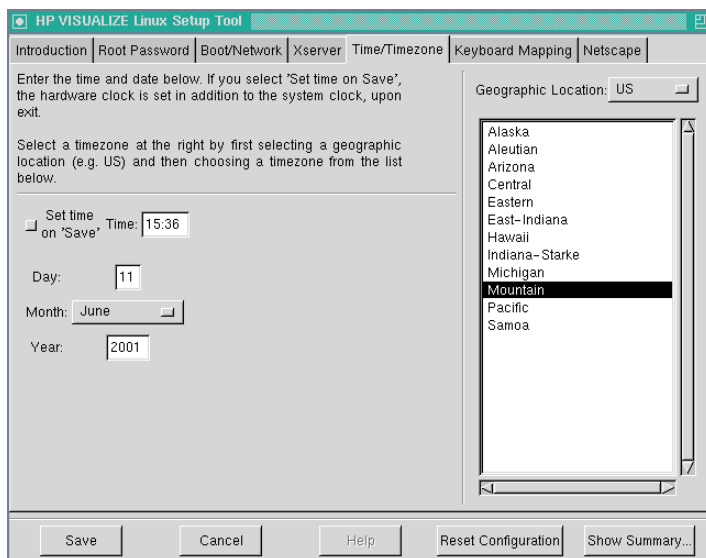 HP VISUALIZE Linux Setup Tool
Introduction Root Password Boot/Network Xserver Time/Timezone Keyboard Mapping Netscape
Enter the time and date below. If you select 'Set time on Save',
the hardware clock is set in addition to the system clock, upon
exit.
Select a timezone at the right by first selecting a geographic
location (e.g. US) and then choosing a timezone from the list
below.
Set time
on 'Save'
Time: 15:36
Day: 11
Month: June
Year: 2001
Geographic Location: US
Alaska
Aleutian
Arizona
Central
Eastern
East-Indiana
Hawaii
Indiana-Starke
Michigan
Mountain
Pacific
Samoa
Save Cancel Help Reset Configuration Show Summary...